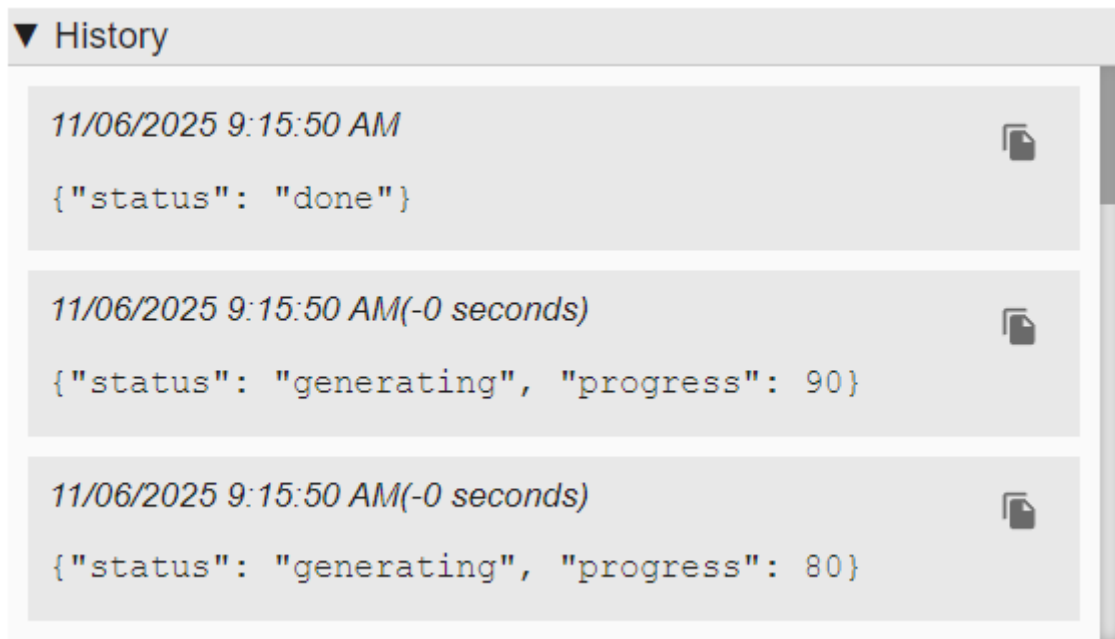 ▼ History
11/06/2025 9:15:50 AM
{"status": "done"}
11/06/2025 9:15:50 AM(-0 seconds)
{"status": "generating", "progress": 90}
11/06/2025 9:15:50 AM(-0 seconds)
{"status": "generating", "progress": 80}